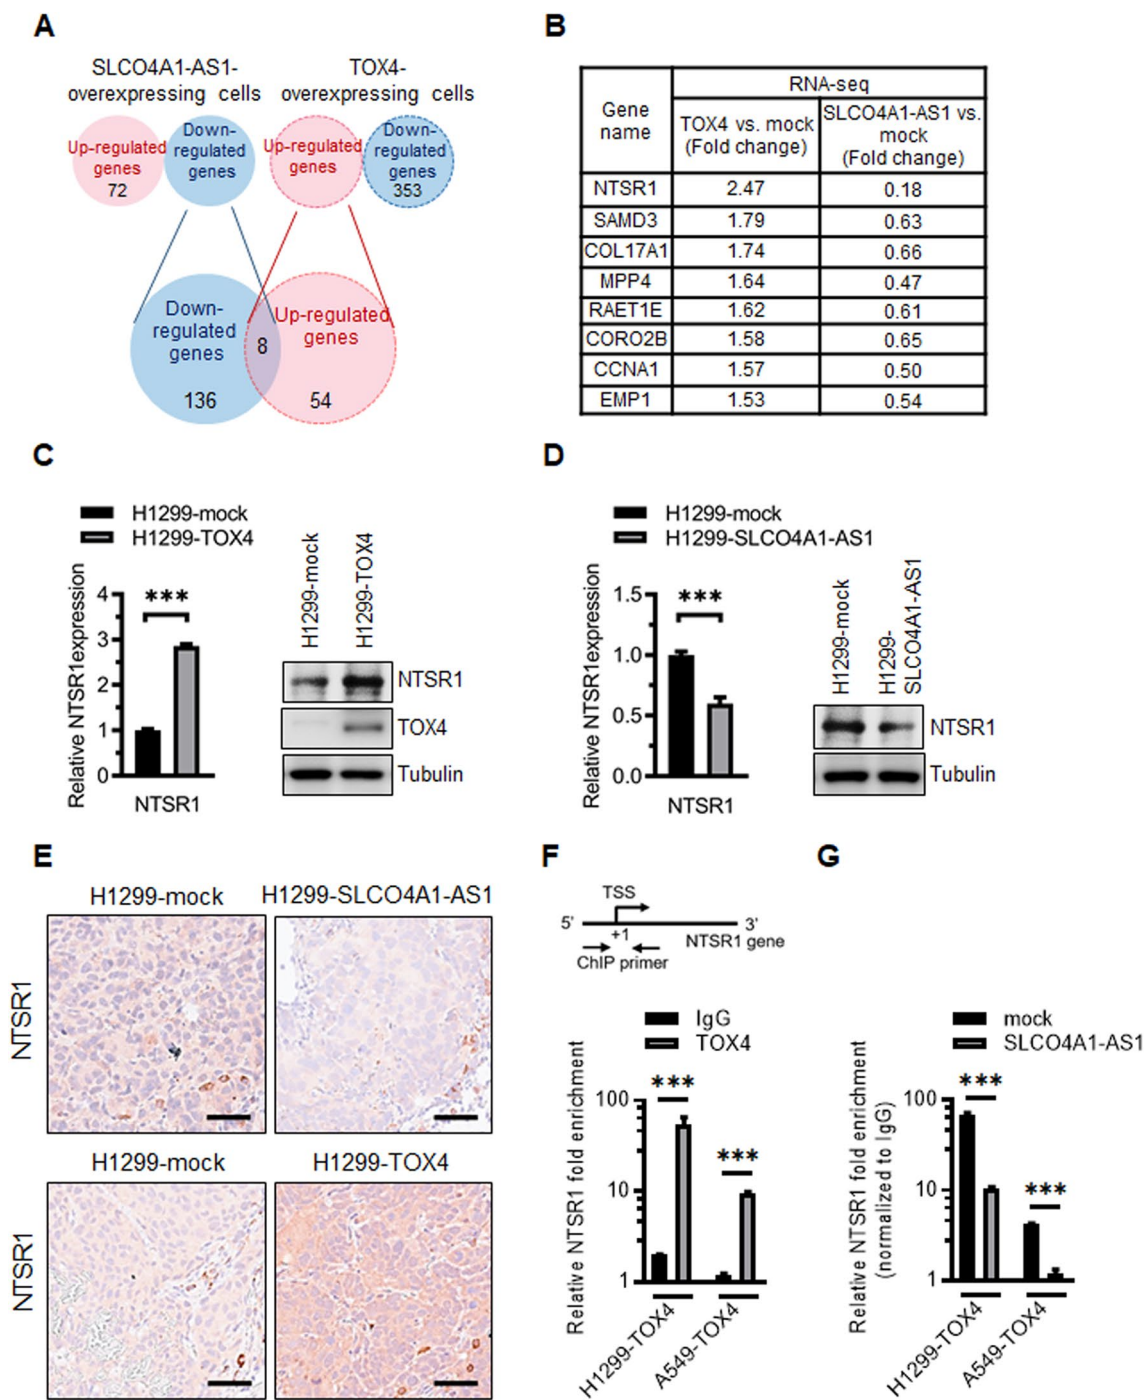 A
SLCO4A1-AS1-
overexpressing cells
TOX4-
overexpressing cells
Up-regulated
genes
72
Down-
regulated
genes
Up-regulated
genes
Down-
regulated
genes
353
Down-
regulated
genes
136
8
Up-regulated
genes
54
B
Gene
name
RNA-seq
TOX4 vs. mock
(Fold change)
SLCO4A1-AS1 vs.
mock
(Fold change)
NTSR1 2.47 0.18
SAMD3 1.79 0.63
COL17A1 1.74 0.66
MPP4 1.64 0.47
RAET1E 1.62 0.61
CORO2B 1.58 0.65
CCNA1 1.57 0.50
EMP1 1.53 0.54
C
H1299-mock
H1299-TOX4
Relative NTSR1expression
4
3
2
1
0
***
NTSR1
H1299-mock
H1299-TOX4
NTSR1
TOX4
Tubulin
D
H1299-mock
H1299-SLCO4A1-AS1
Relative NTSR1expression
1.5
1.0
0.5
0.0
***
NTSR1
H1299-mock
H1299-
SLCO4A1-AS1
NTSR1
Tubulin
E
H1299-mock
H1299-SLCO4A1-AS1
NTSR1
H1299-mock
H1299-TOX4
NTSR1
F
TSS
5'
3'
+1
NTSR1 gene
ChIP primer
IgG
TOX4
Relative NTSR1 fold enrichment
100
10
1
***
***
H1299-TOX4
A549-TOX4
G
mock
SLCO4A1-AS1
Relative NTSR1 fold enrichment
(normalized to IgG)
100
10
1
***
***
H1299-TOX4
A549-TOX4